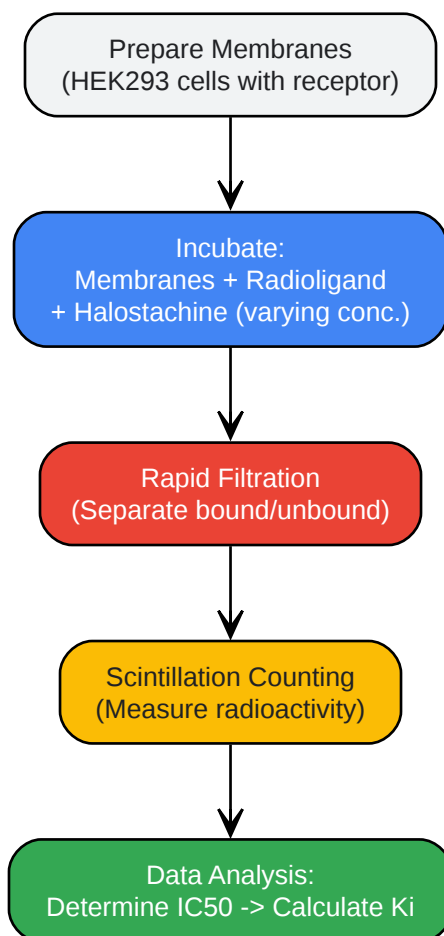 Prepare Membranes
(HEK293 cells with receptor)
Incubate:
Membranes + Radioligand
+ Halostachine (varying conc.)
Rapid Filtration
(Separate bound/unbound)
Scintillation Counting
(Measure radioactivity)
Data Analysis:
Determine IC50 -> Calculate Ki